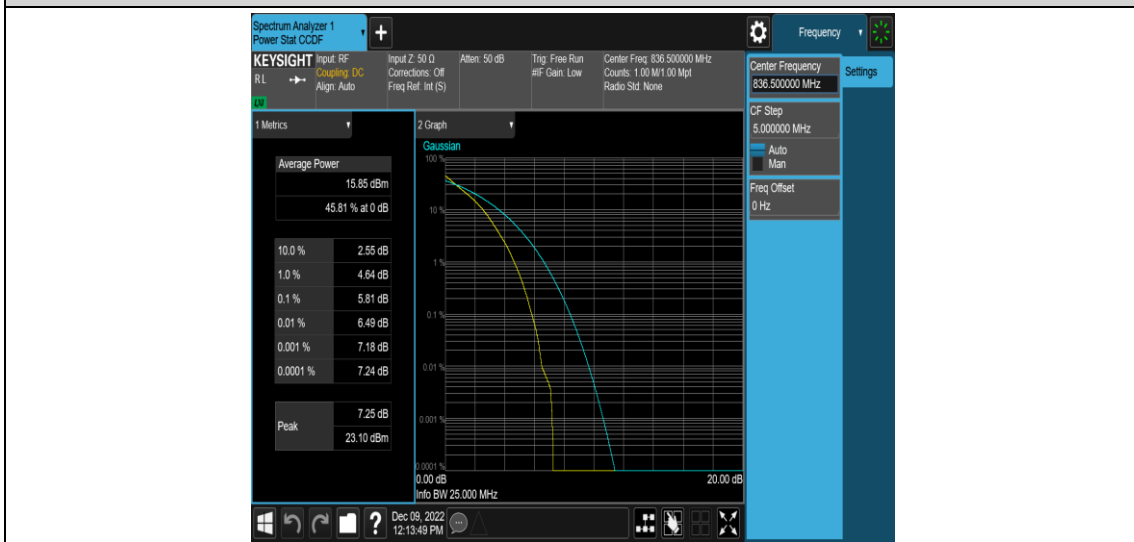 Spectrum Analyzer 1
Power Stat CCDF
+
Frequency
KEYSIGHT
RL
Input: RF
Coupling: DC
Align: Auto
Input Z: 50 Ω
Corrections: Off
Freq Ref: Int (S)
Atten: 50 dB
Trig: Free Run
#IF Gain: Low
Center Freq: 836.500000 MHz
Counts: 1.00 M/1.00 Mpt
Radio Std: None
Center Frequency
836.500000 MHz
Settings
CF Step
5.000000 MHz
Auto
Man
Freq Offset
0 Hz
1 Metrics
Average Power
15.85 dBm
45.81 % at 0 dB
10.0 % 2.55 dB
1.0 % 4.64 dB
0.1 % 5.81 dB
0.01 % 6.49 dB
0.001 % 7.18 dB
0.0001 % 7.24 dB
Peak
7.25 dB
23.10 dBm
2 Graph
Gaussian
100 %
10 %
1 %
0.1 %
0.01 %
0.001 %
0.0001 %
0.00 dB 20.00 dB
Info BW 25.000 MHz
?
Dec 09, 2022
12:13:49 PM